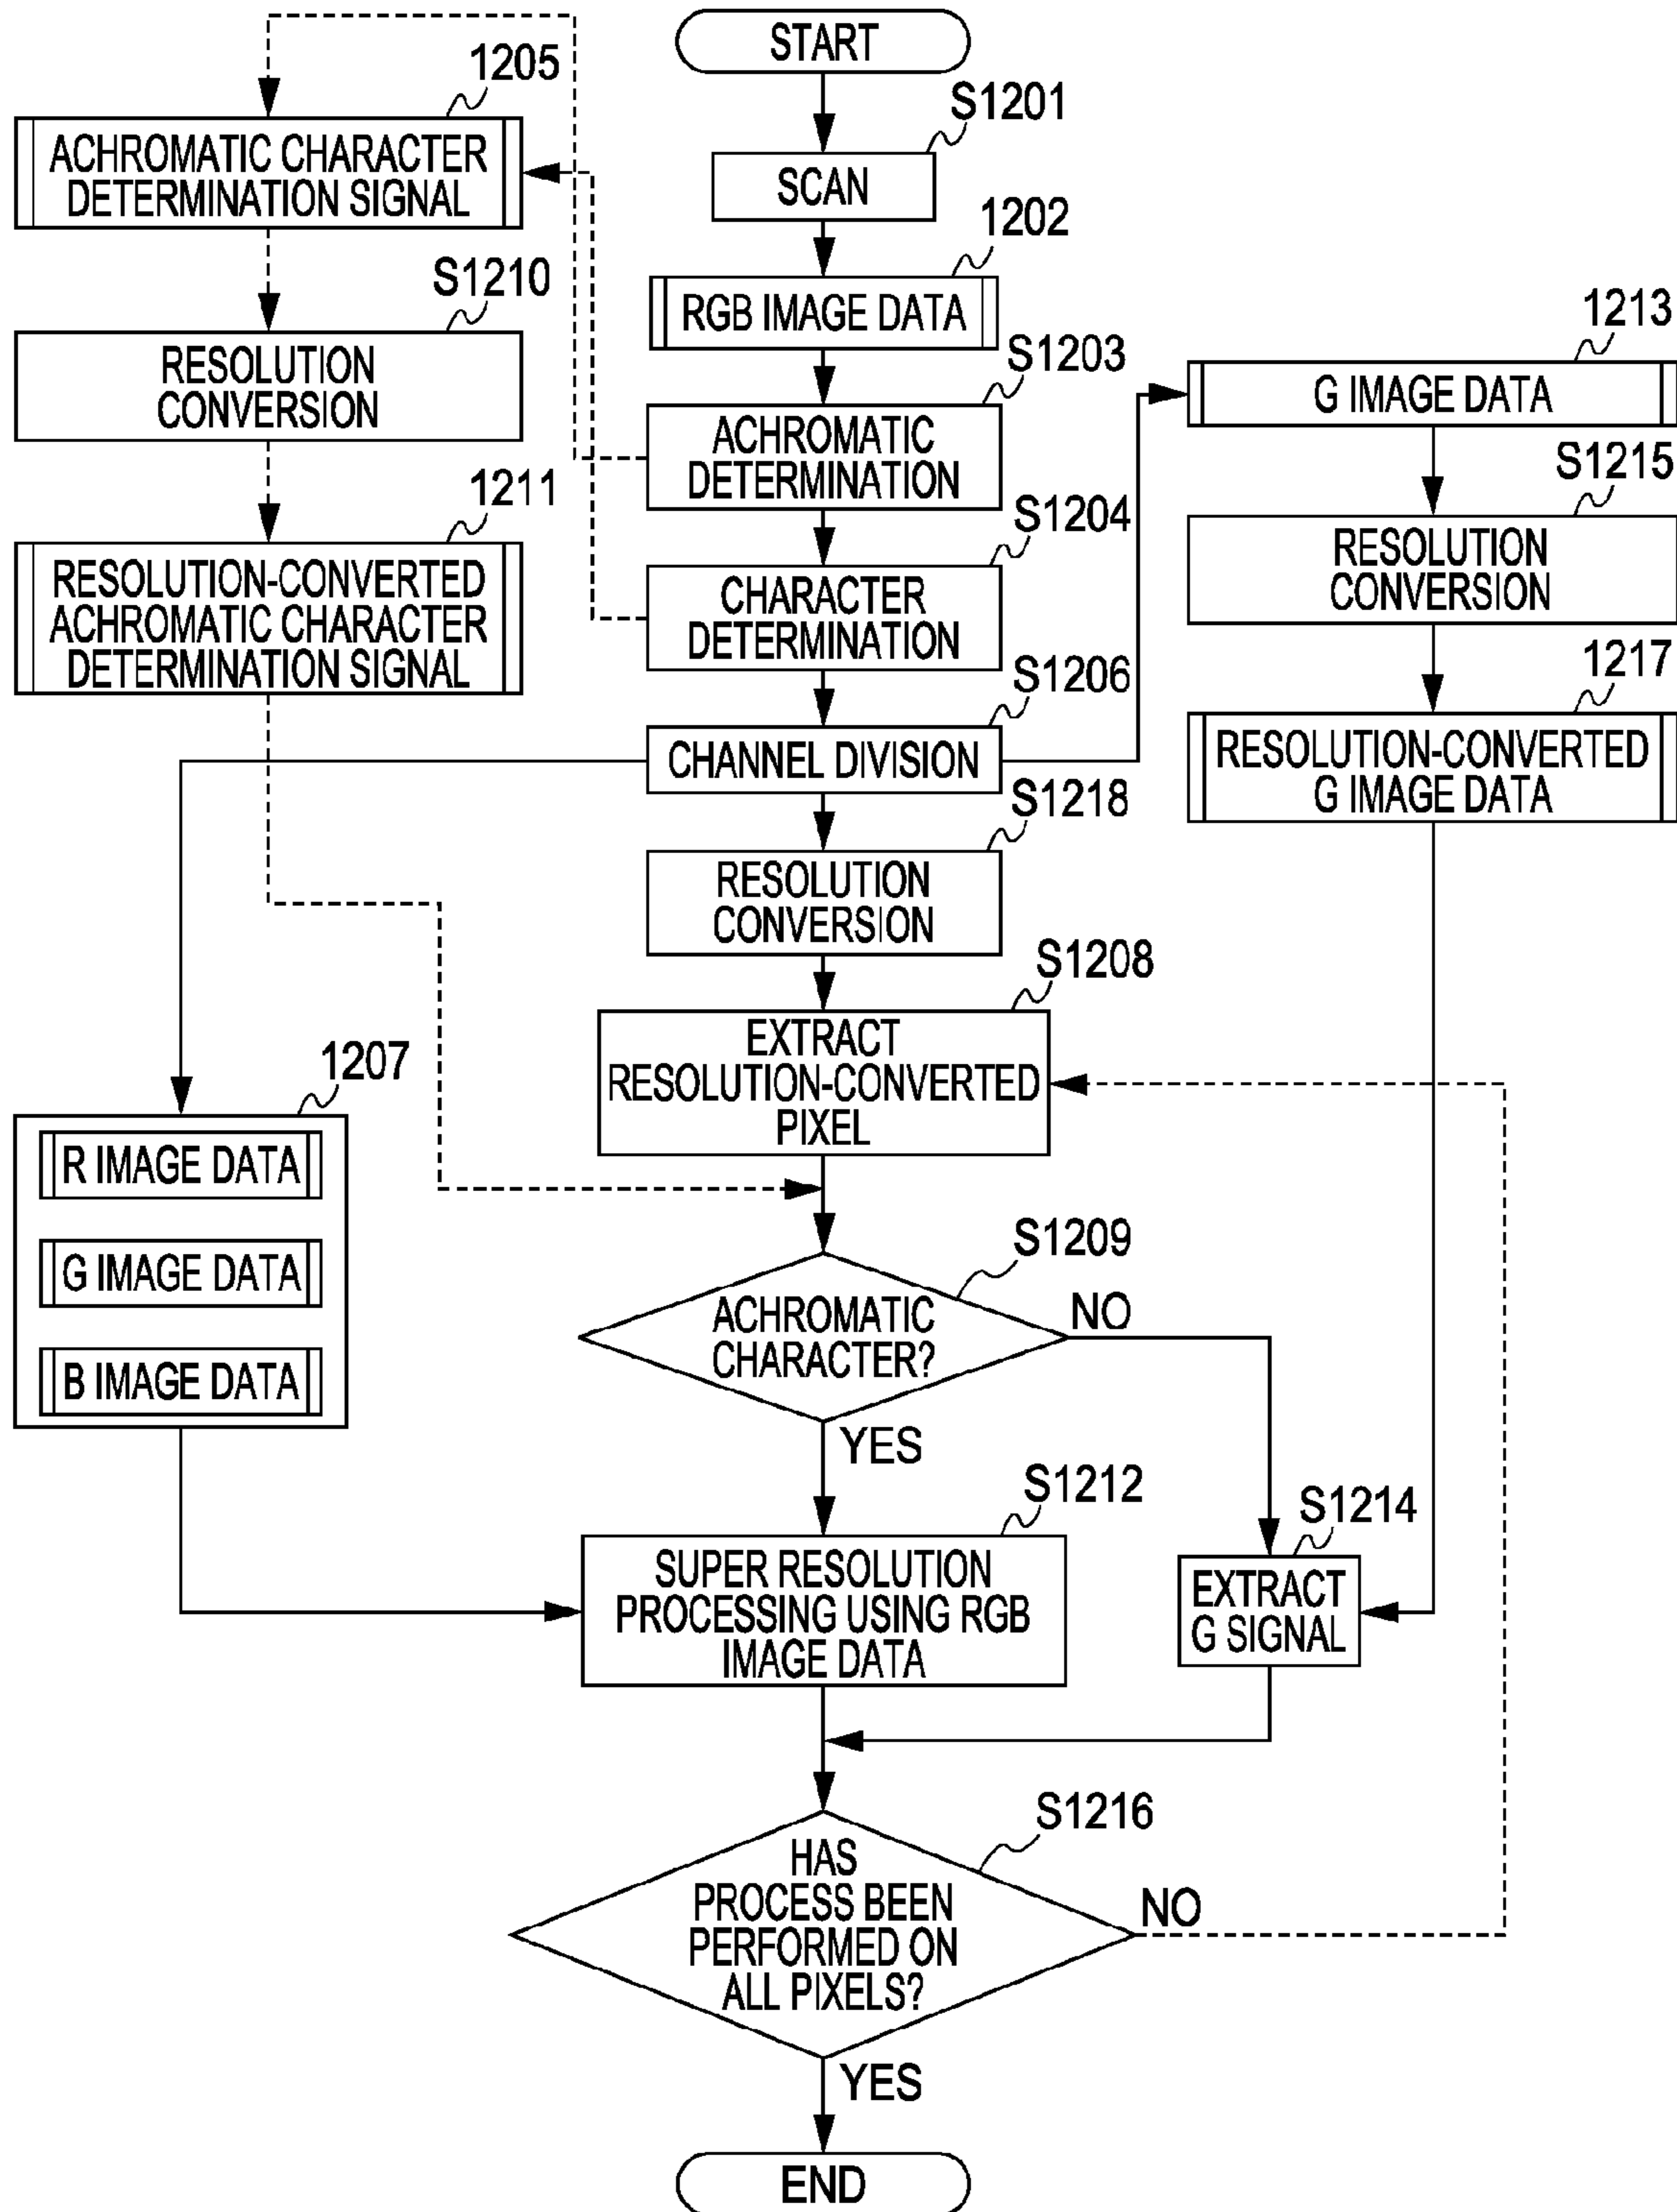 START
S1201
SCAN
1202
RGB IMAGE DATA
S1203
ACHROMATIC
DETERMINATION
S1204
CHARACTER
DETERMINATION
1205
ACHROMATIC CHARACTER
DETERMINATION SIGNAL
S1210
RESOLUTION
CONVERSION
1211
RESOLUTION-CONVERTED
ACHROMATIC CHARACTER
DETERMINATION SIGNAL
S1206
CHANNEL DIVISION
1213
G IMAGE DATA
S1215
RESOLUTION
CONVERSION
1217
RESOLUTION-CONVERTED
G IMAGE DATA
S1218
RESOLUTION
CONVERSION
S1208
EXTRACT
RESOLUTION-CONVERTED
PIXEL
1207
R IMAGE DATA
G IMAGE DATA
B IMAGE DATA
S1209
ACHROMATIC
CHARACTER?
NO
YES
S1212
SUPER RESOLUTION
PROCESSING USING RGB
IMAGE DATA
S1214
EXTRACT
G SIGNAL
S1216
HAS
PROCESS BEEN
PERFORMED ON
ALL PIXELS?
NO
YES
END